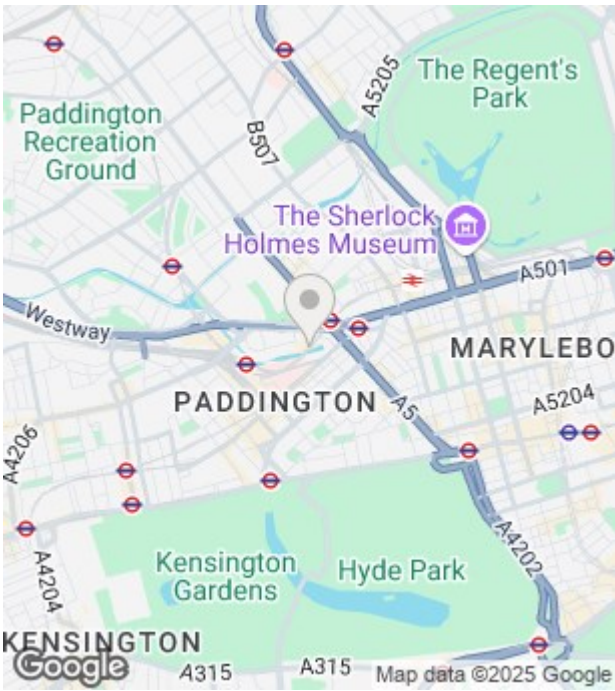 A5205
The Regent's
Park
Paddington
Recreation
Ground
B507
The Sherlock
Holmes Museum
A501
Westway
MARYLEBO
PADDINGTON
A5
A5204
A4206
A4202
Kensington
Gardens
Hyde Park
A4204
KENSINGTON
Google
A315
A315
Map data ©2025 Google